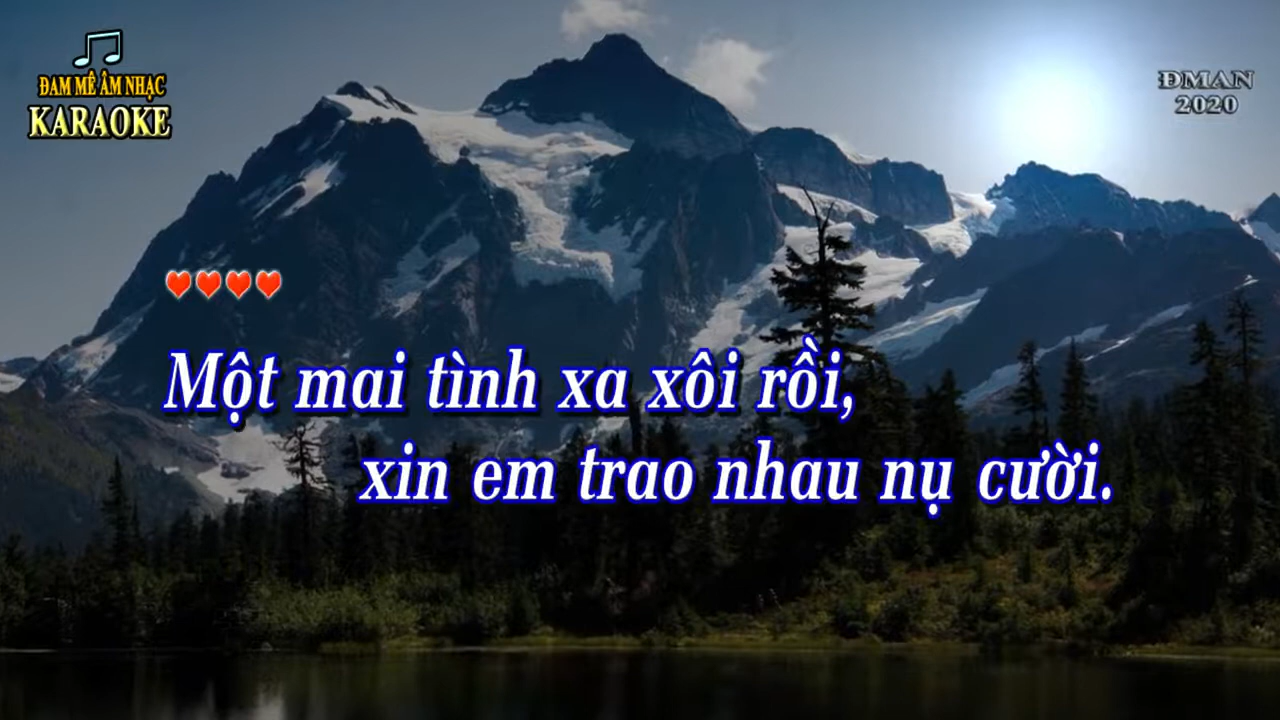 ĐAM MÊ ÂM NHẠC
KARAOKE
ĐMAN
2020
Một mai tình xa xôi rồi,
xin em trao nhau nụ cười.